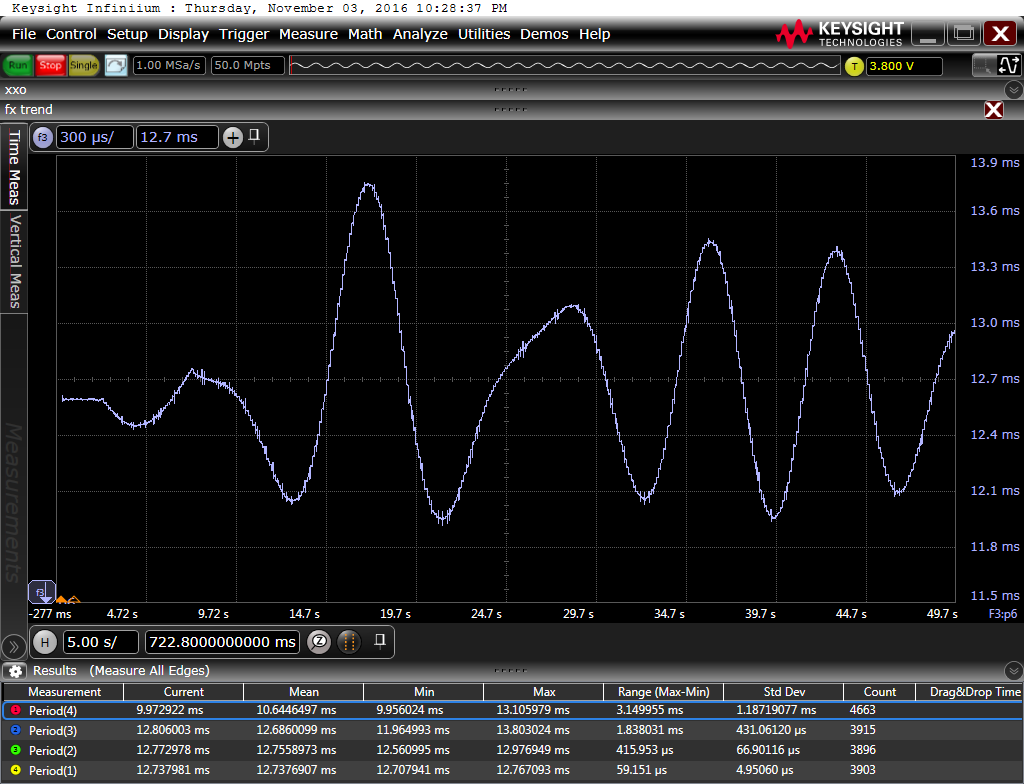 Keysight Infiniium : Thursday, November 03, 2016 10:28:37 PM
File Control Setup Display Trigger Measure Math Analyze Utilities Demos Help
KEYSIGHT
TECHNOLOGIES
Run Stop Single 1.00 MSa/s 50.0 Mpts T 3.800 V
xxo
fx trend
f3 300 µs/ 12.7 ms
Time Meas
Vertical Meas
Measurements
13.9 ms
13.6 ms
13.3 ms
13.0 ms
12.7 ms
12.4 ms
12.1 ms
11.8 ms
11.5 ms
f3
-277 ms 4.72 s 9.72 s 14.7 s 19.7 s 24.7 s 29.7 s 34.7 s 39.7 s 44.7 s 49.7 s F3:p6
H 5.00 s/ 722.8000000000 ms
Results (Measure All Edges)
Measurement Current Mean Min Max Range (Max-Min) Std Dev Count Drag&Drop Time
1 Period(4) 9.972922 ms 10.6446497 ms 9.956024 ms 13.105979 ms 3.149955 ms 1.18719077 ms 4663
2 Period(3) 12.806003 ms 12.6860099 ms 11.964993 ms 13.803024 ms 1.838031 ms 431.06120 µs 3915
3 Period(2) 12.772978 ms 12.7558973 ms 12.560995 ms 12.976949 ms 415.953 µs 66.90116 µs 3896
4 Period(1) 12.737981 ms 12.7376907 ms 12.707941 ms 12.767093 ms 59.151 µs 4.95060 µs 3903